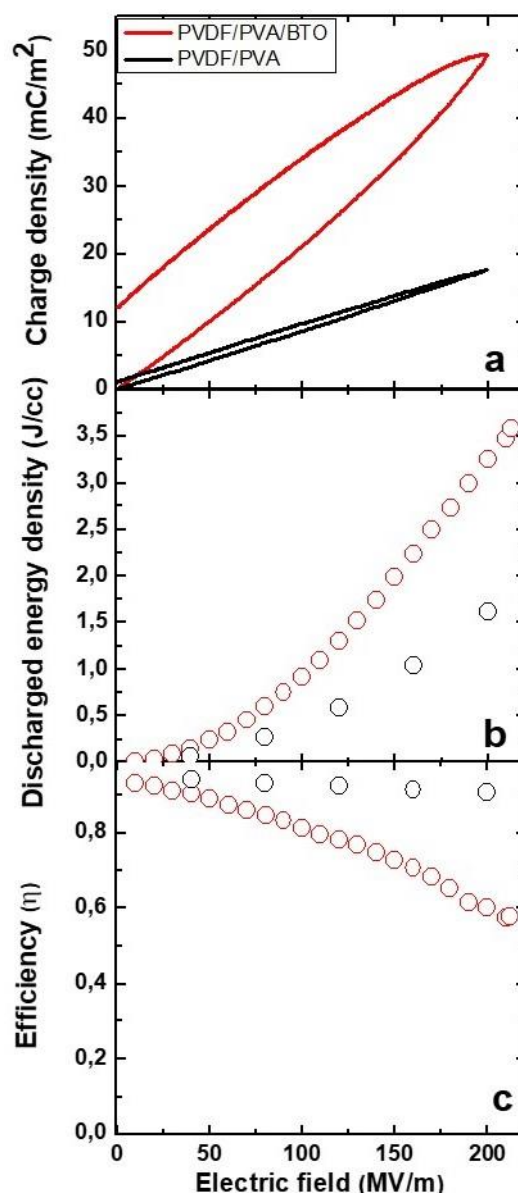 PVDF/PVA/BTO
PVDF/PVA
Charge density (mC/m²)
50
40
30
20
10
0
a
Discharged energy density (J/cc)
3,5
3,0
2,5
2,0
1,5
1,0
0,5
0,0
b
Efficiency (η)
0,8
0,6
0,4
0,2
0,0
c
0 50 100 150 200
Electric field (MV/m)